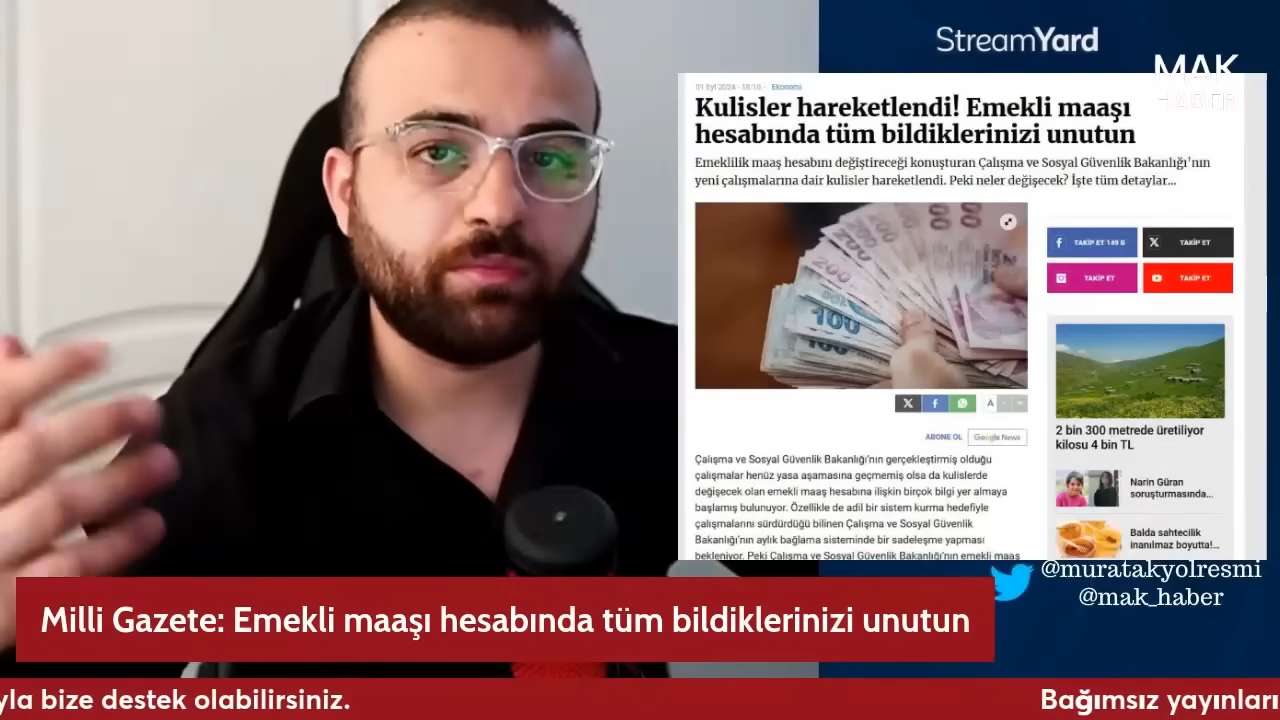 StreamYard
MAK
HABER
01 Eyl 2024 - 18:10 - Ekonomi
Kulisler hareketlendi! Emekli maaşı
hesabında tüm bildiklerinizi unutun
Emeklilik maaş hesabını değiştireceği konuşturan Çalışma ve Sosyal Güvenlik Bakanlığı'nın
yeni çalışmalarına dair kulisler hareketlendi. Peki neler değişecek? İşte tüm detaylar...
200
200
100
100
TAKİP ET 149 B
TAKİP ET
TAKİP ET
TAKİP ET
A
ABONE OL
Google News
2 bin 300 metrede üretiliyor
kilosu 4 bin TL
Narin Güran
soruşturmasında...
Balda sahtecilik
inanılmaz boyutta!...
Çalışma ve Sosyal Güvenlik Bakanlığı'nın gerçekleştirmiş olduğu
çalışmalar henüz yasa aşamasına geçmemiş olsa da kulislerde
değişecek olan emekli maaş hesabına ilişkin birçok bilgi yer almaya
başlamış bulunuyor. Özellikle de adil bir sistem kurma hedefiyle
çalışmalarını sürdürdüğü bilinen Çalışma ve Sosyal Güvenlik
Bakanlığı'nın aylık bağlama sisteminde bir sadeleşme yapması
bekleniyor. Peki Çalışma ve Sosyal Güvenlik Bakanlığı'nın emekli maaş
@muratakyolresmi
@mak_haber
Milli Gazete: Emekli maaşı hesabında tüm bildiklerinizi unutun
yla bize destek olabilirsiniz.
Bağımsız yayınları